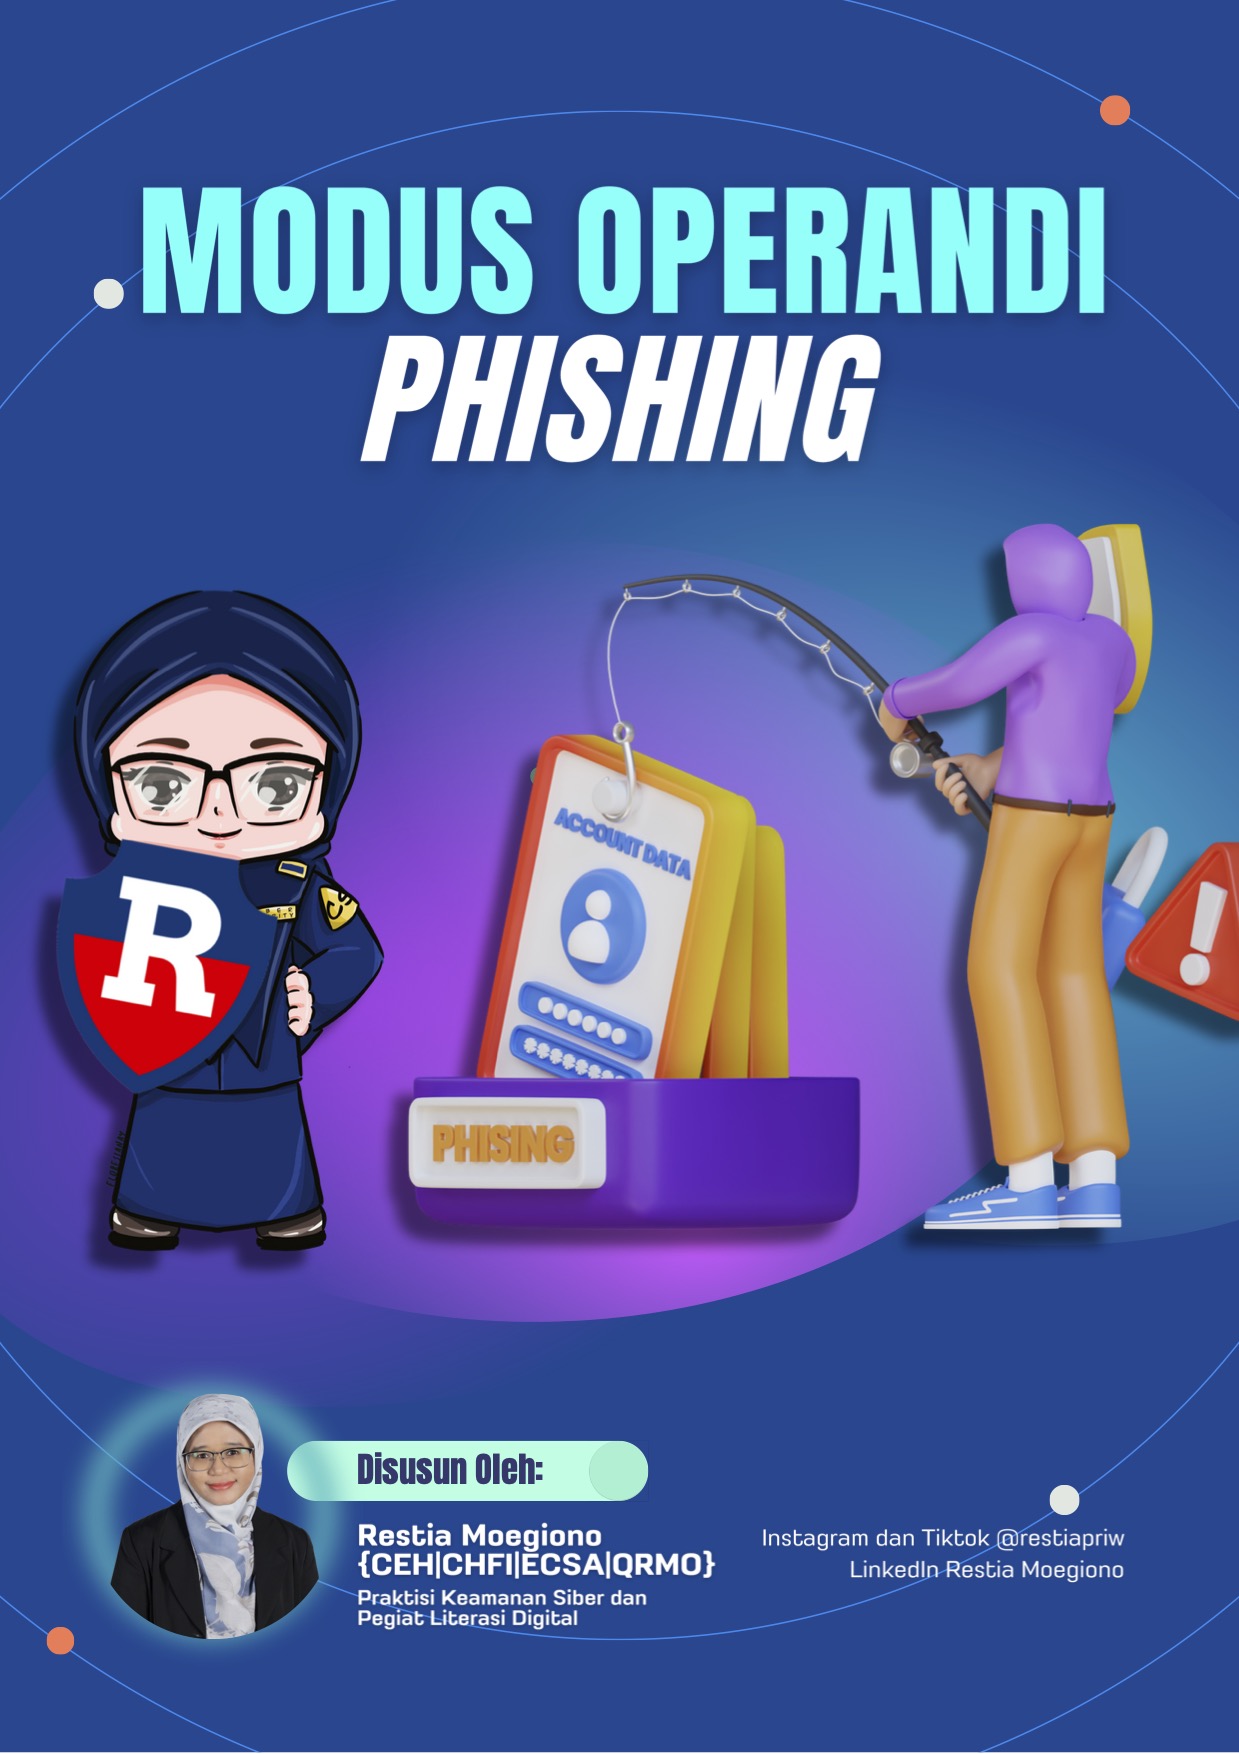 MODUS OPERANDI
PHISHING
ACCOUNT DATA
R
PHISING
Disusun Oleh:
Restia Moegiono
{CEH|CHFI|ECSA|QRMO}
Praktisi Keamanan Siber dan
Pegiat Literasi Digital
Instagram dan Tiktok @restiapriw
LinkedIn Restia Moegiono